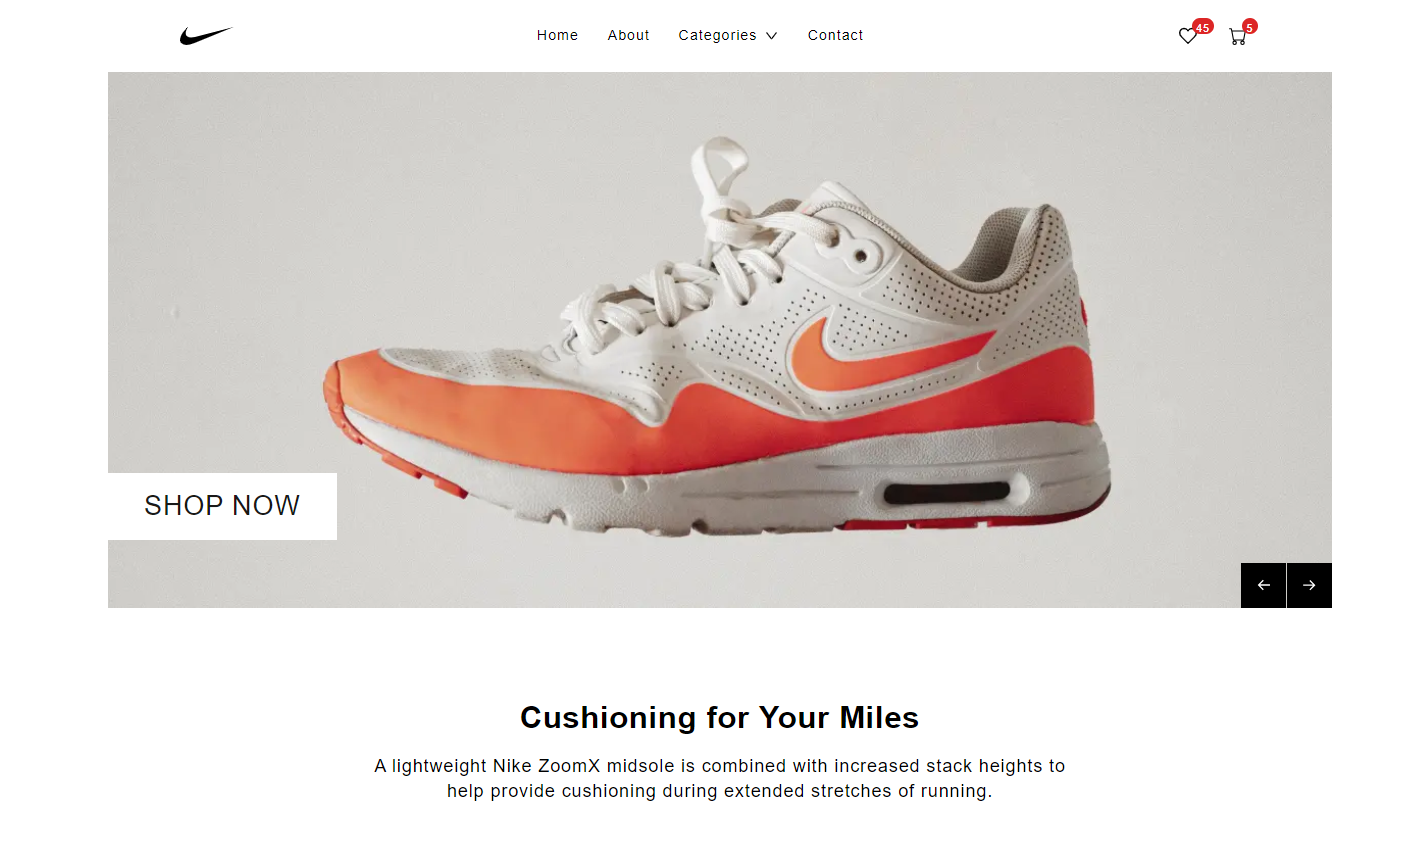 Home About Categories Contact 45 5
SHOP NOW
Cushioning for Your Miles
A lightweight Nike ZoomX midsole is combined with increased stack heights to
help provide cushioning during extended stretches of running.